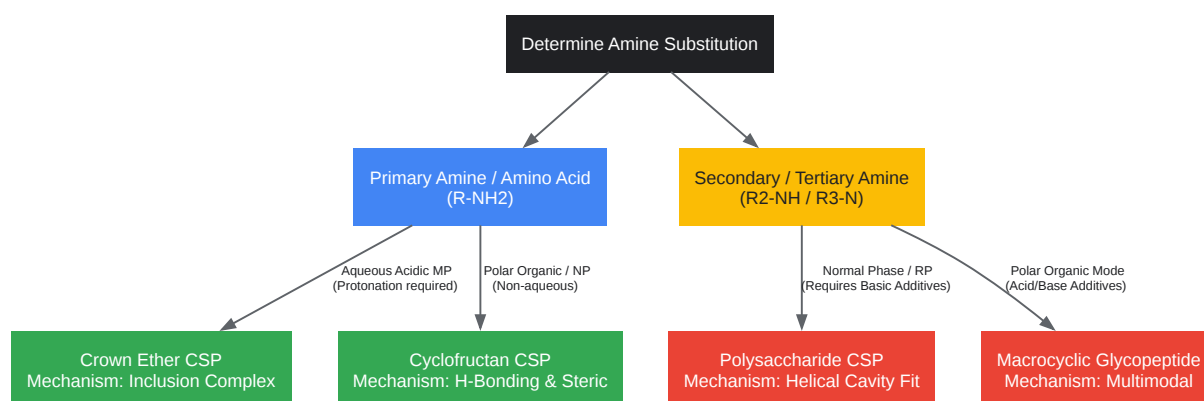 Determine Amine Substitution
Primary Amine / Amino Acid
(R-NH2)
Secondary / Tertiary Amine
(R2-NH / R3-N)
Aqueous Acidic MP
(Protonation required)
Polar Organic / NP
(Non-aqueous)
Normal Phase / RP
(Requires Basic Additives)
Polar Organic Mode
(Acid/Base Additives)
Crown Ether CSP
Mechanism: Inclusion Complex
Cyclofructan CSP
Mechanism: H-Bonding & Steric
Polysaccharide CSP
Mechanism: Helical Cavity Fit
Macrocyclic Glycopeptide
Mechanism: Multimodal